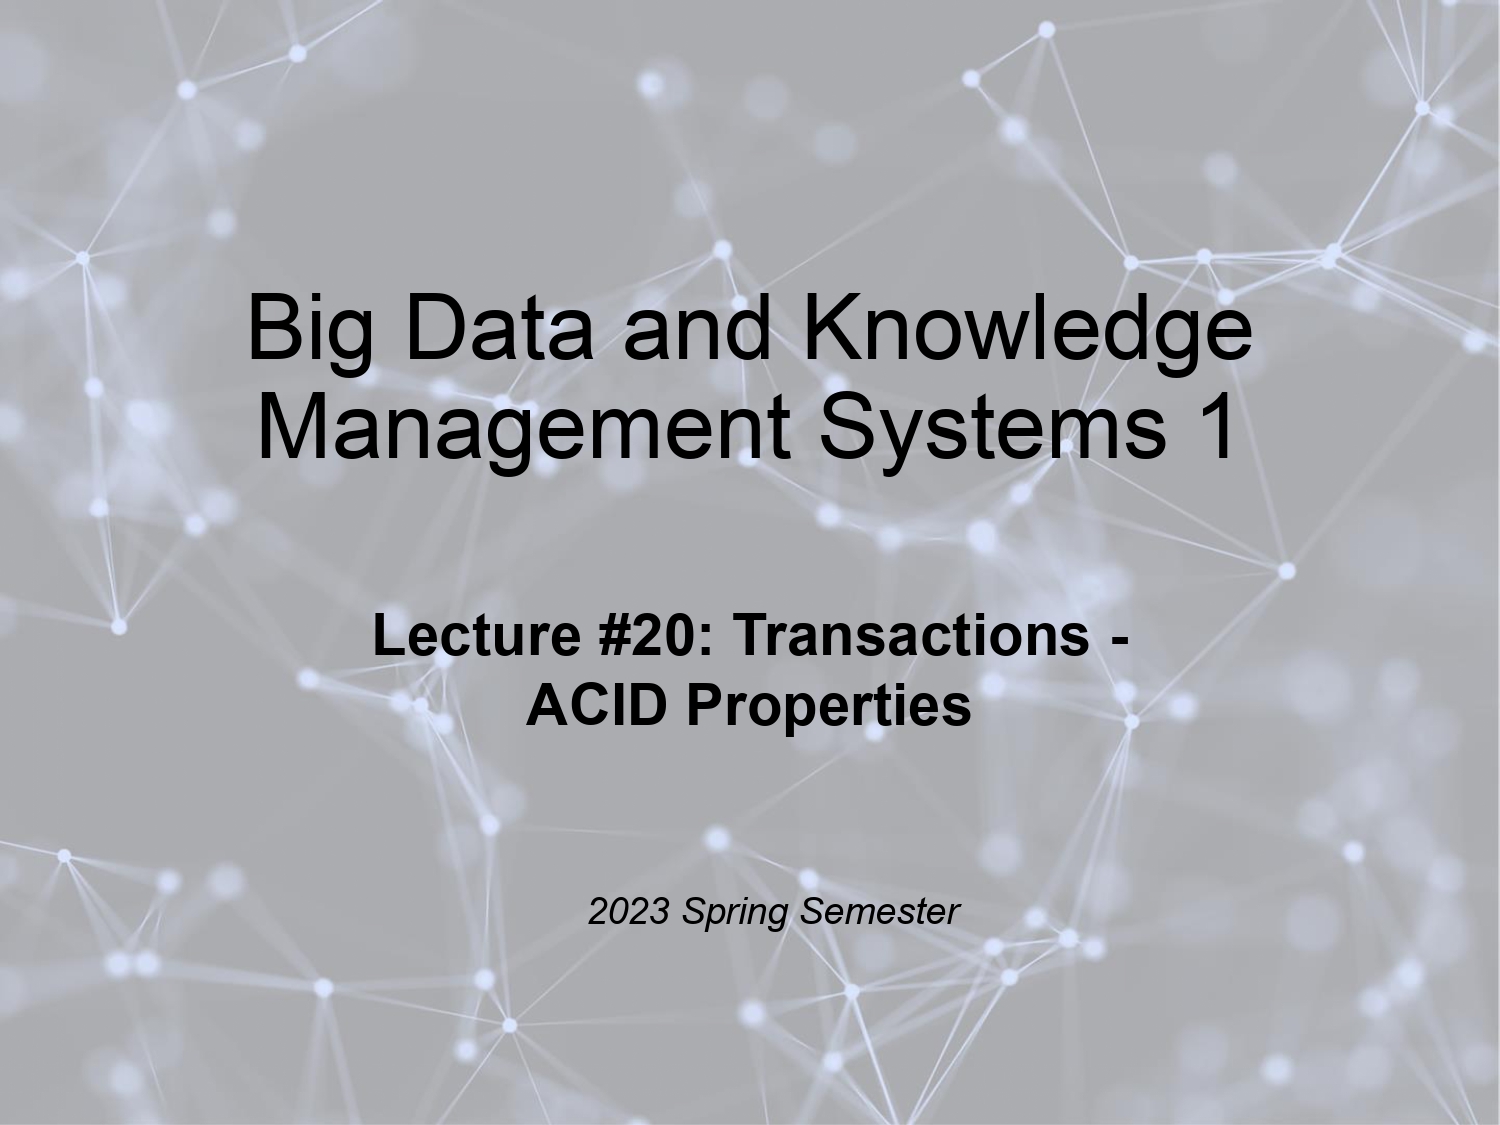 Big Data and Knowledge
Management Systems 1
Lecture #20: Transactions -
ACID Properties
2023 Spring Semester